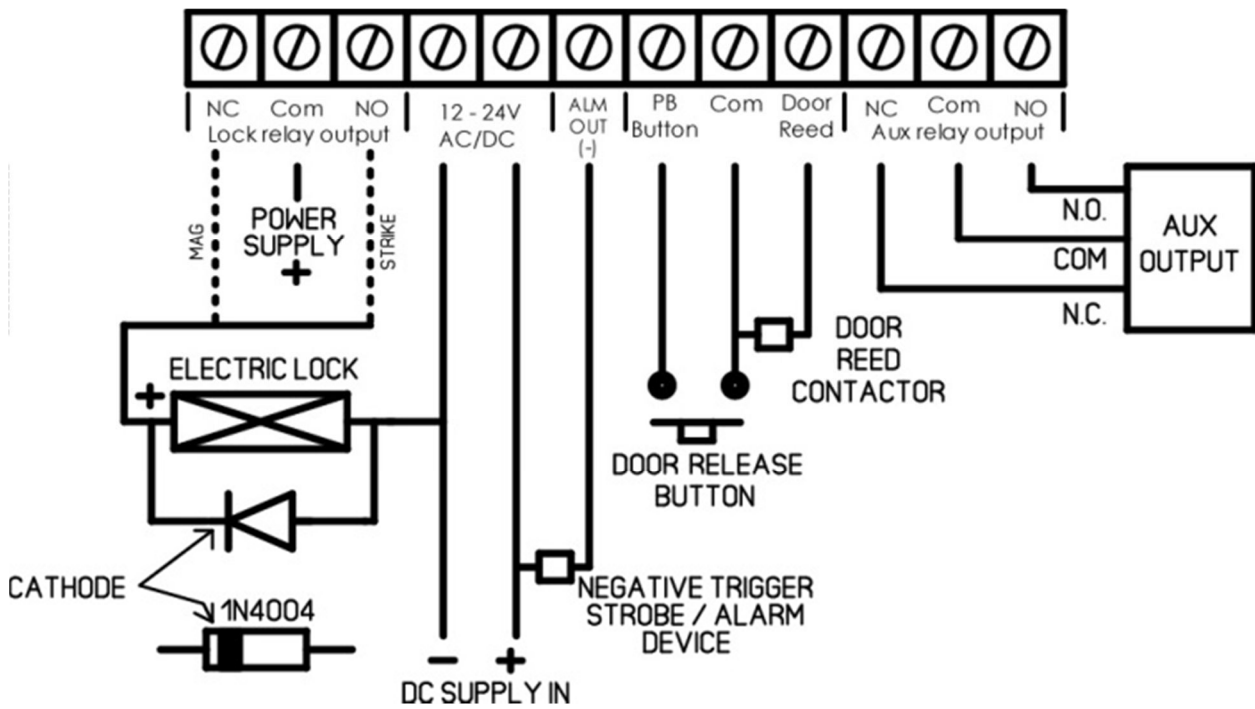 NC Com NO
Lock relay output
12 - 24V
AC/DC
ALM
OUT
(-)
PB
Button
Com
Door
Reed
NC Com NO
Aux relay output
MAG
POWER
SUPPLY
+
STRIKE
N.O.
COM
N.C.
AUX
OUTPUT
ELECTRIC LOCK
+
DOOR
REED
CONTACTOR
DOOR RELEASE
BUTTON
CATHODE
1N4004
NEGATIVE TRIGGER
STROBE / ALARM
DEVICE
- +
DC SUPPLY IN